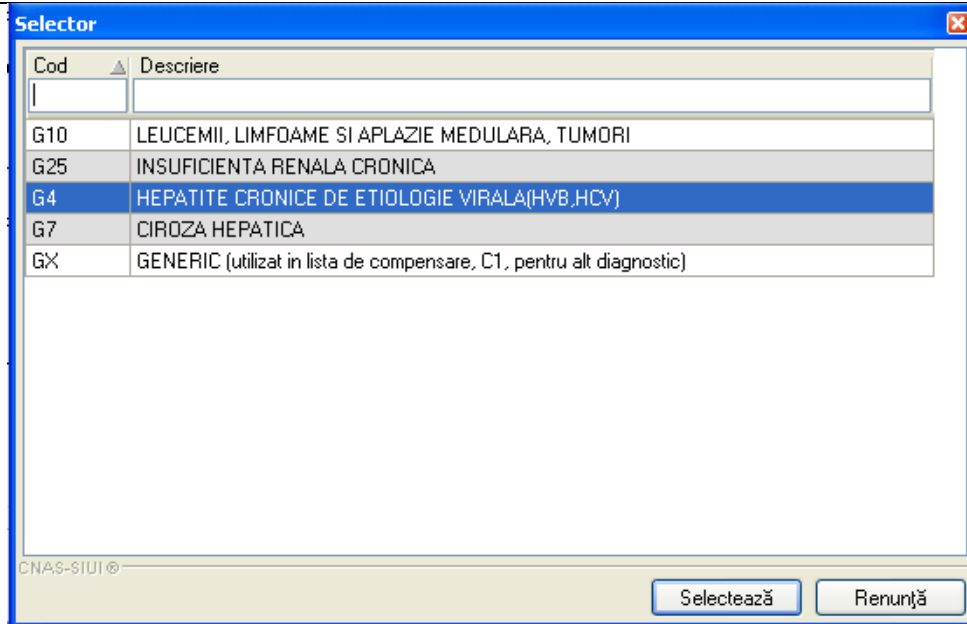 Selector
Cod Descriere
G10 LEUCEMII, LIMFOAME SI APLAZIE MEDULARA, TUMORI
G25 INSUFICIENTA RENALA CRONICA
G4 HEPATITE CRONICE DE ETIOLOGIE VIRALA(HVB,HCV)
G7 CIROZA HEPATICA
GX GENERIC (utilizat in lista de compensare, C1, pentru alt diagnostic)
CNAS-SIUI ®
Selectează Renunţă